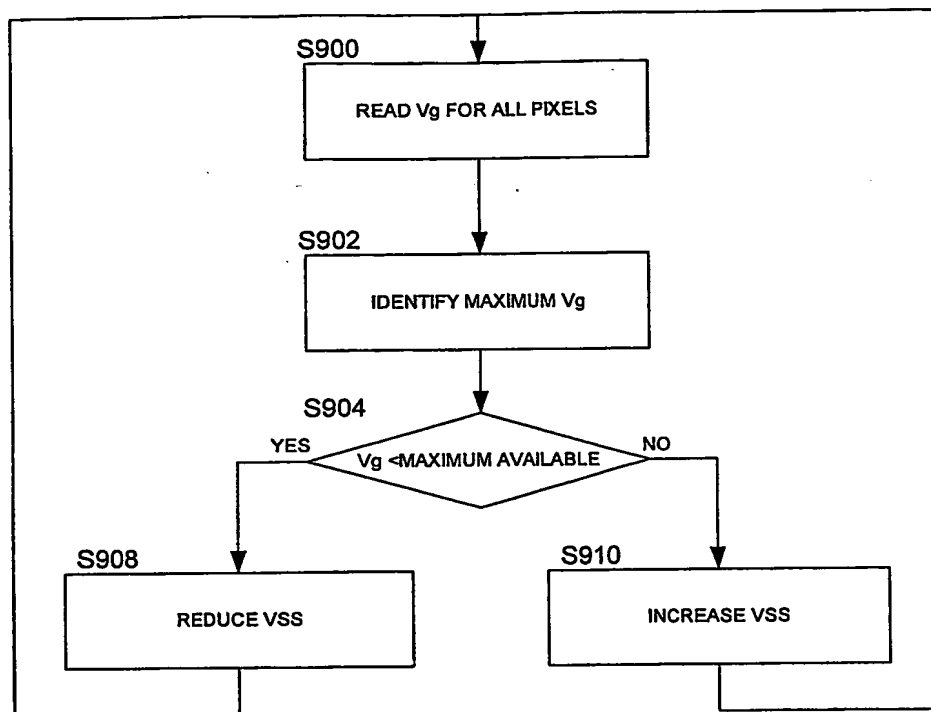 S900
READ Vg FOR ALL PIXELS
S902
IDENTIFY MAXIMUM Vg
S904
YES
Vg <MAXIMUM AVAILABLE
NO
S908
REDUCE VSS
S910
INCREASE VSS